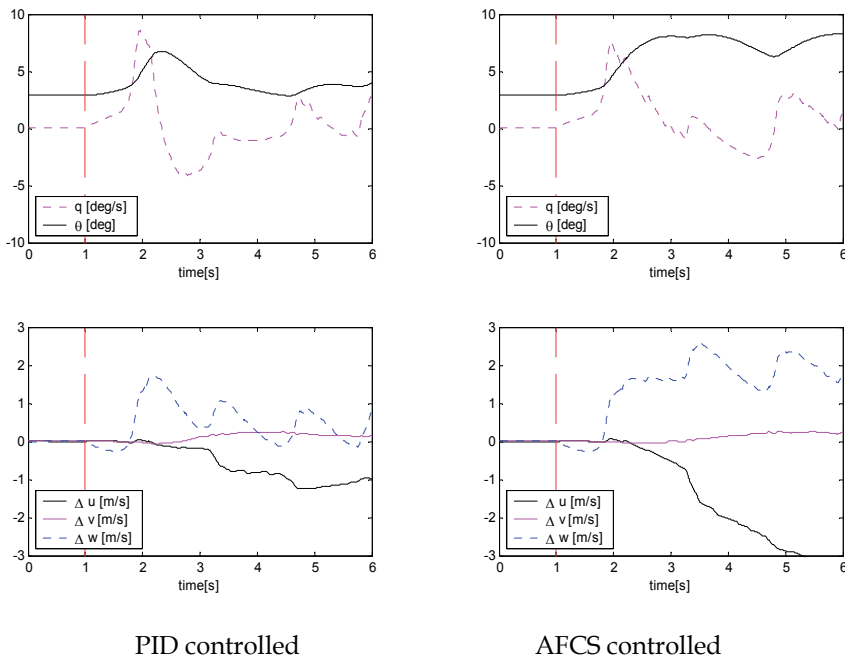 10
5
0
-5
-10
q [deg/s]
θ [deg]
0 1 2 3 4 5 6
time[s]
10
5
0
-5
-10
q [deg/s]
θ [deg]
0 1 2 3 4 5 6
time[s]
3
2
1
0
-1
-2
-3
Δ u [m/s]
Δ v [m/s]
Δ w [m/s]
0 1 2 3 4 5 6
time[s]
3
2
1
0
-1
-2
-3
Δ u [m/s]
Δ v [m/s]
Δ w [m/s]
0 1 2 3 4 5 6
time[s]
PID controlled
AFCS controlled